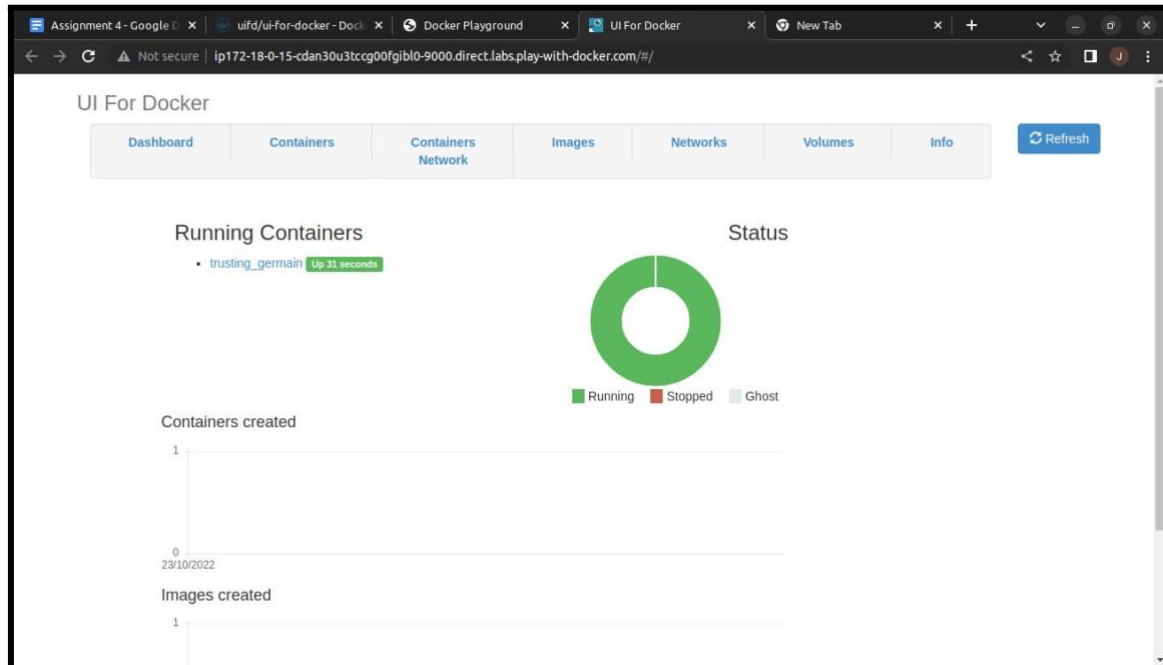 Assignment 4 - Google D
uifd/ui-for-docker - Dock
Docker Playground
UI For Docker
New Tab
Not secure | ip172-18-0-15-cdan30u3tccg00fgibl0-9000.direct.labs.play-with-docker.com/#/
J
UI For Docker
Dashboard
Containers
Containers
Network
Images
Networks
Volumes
Info
Refresh
Running Containers
• trusting_germain Up 31 seconds
Status
Running
Stopped
Ghost
Containers created
1
0
23/10/2022
Images created
1